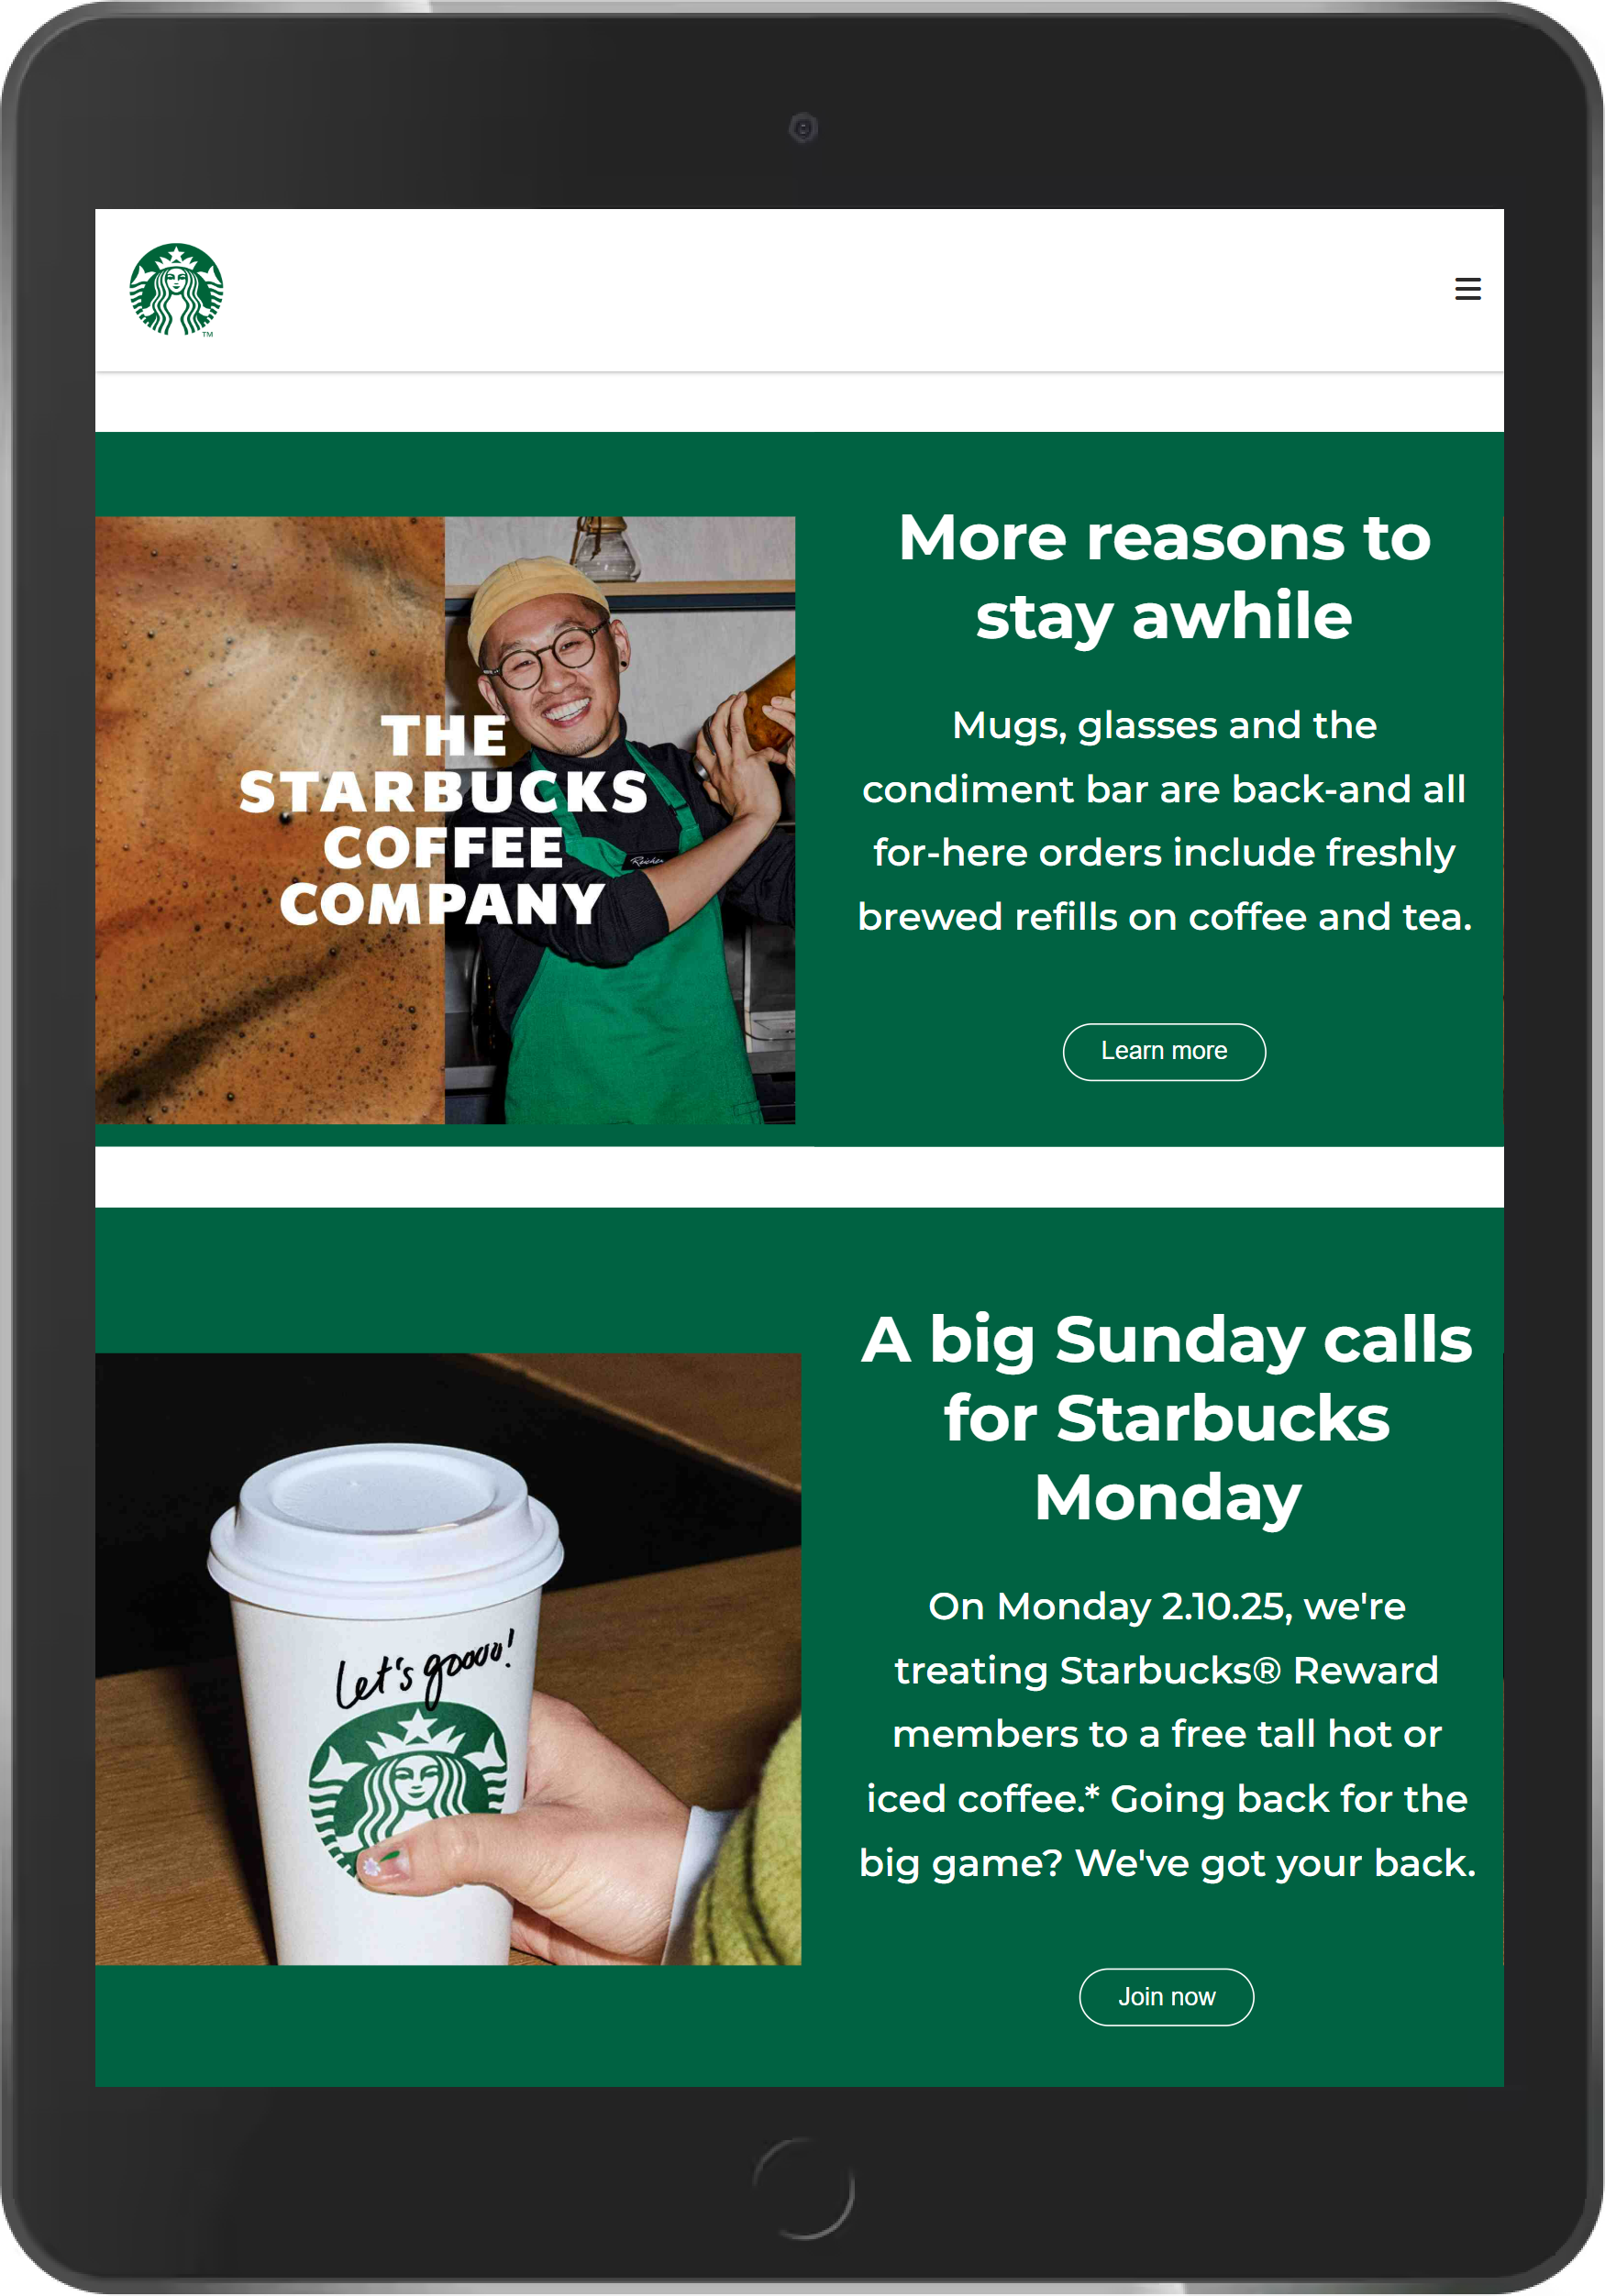 TM
THE
STARBUCKS
COFFEE
COMPANY
More reasons to
stay awhile
Mugs, glasses and the
condiment bar are back-and all
for-here orders include freshly
brewed refills on coffee and tea.
Learn more
Let's goooo!
A big Sunday calls
for Starbucks
Monday
On Monday 2.10.25, we're
treating Starbucks® Reward
members to a free tall hot or
iced coffee.* Going back for the
big game? We've got your back.
Join now